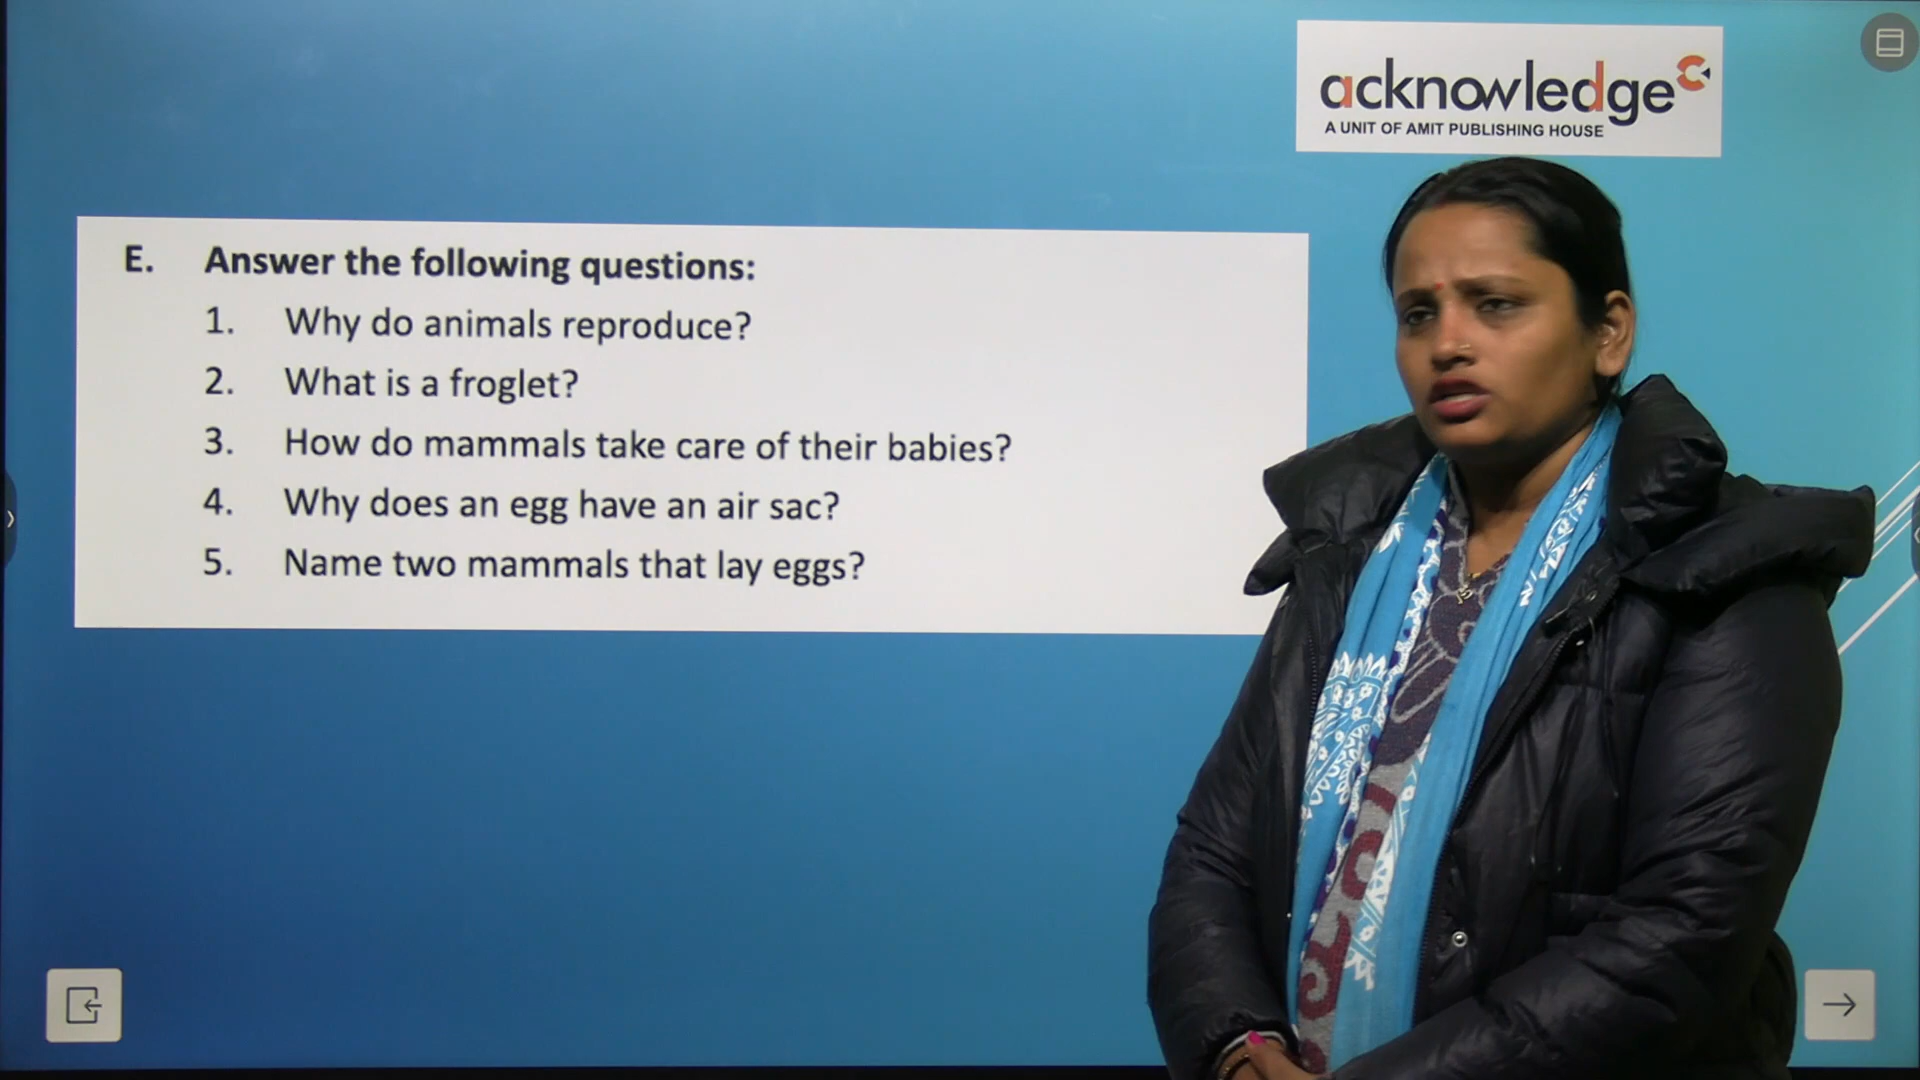 acknowledge
A UNIT OF AMIT PUBLISHING HOUSE
E. Answer the following questions:
1. Why do animals reproduce?
2. What is a froglet?
3. How do mammals take care of their babies?
4. Why does an egg have an air sac?
5. Name two mammals that lay eggs?